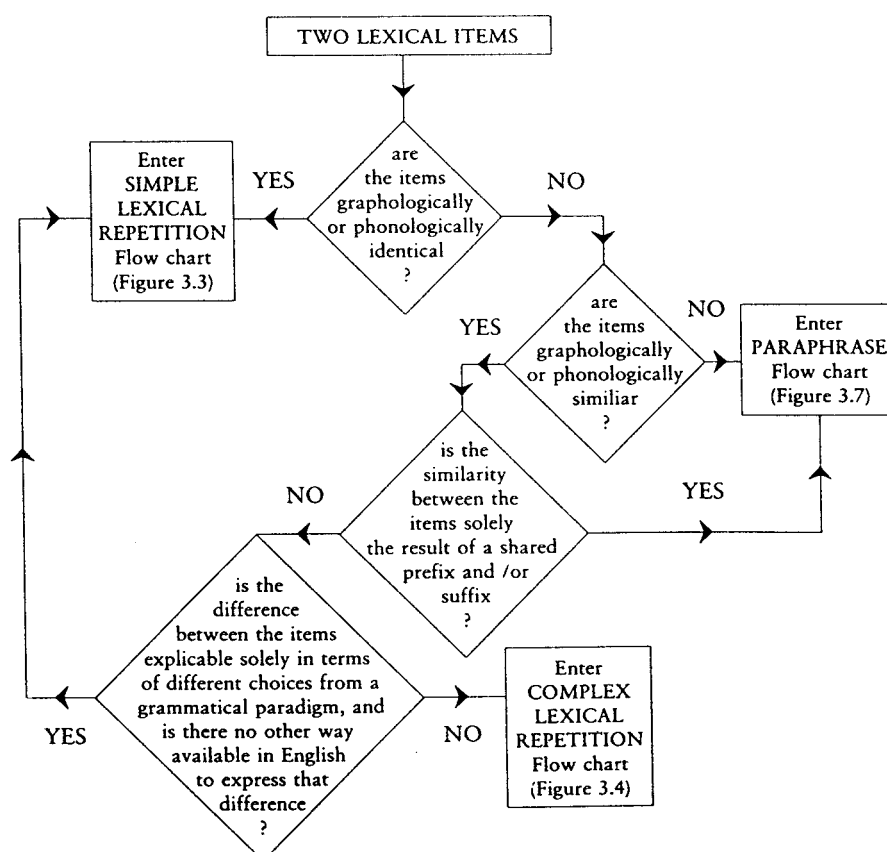 TWO LEXICAL ITEMS
are
the items
graphologically
or phonologically
identical
?
YES
NO
Enter
SIMPLE
LEXICAL
REPETITION
Flow chart
(Figure 3.3)
are
the items
graphologically
or phonologically
similiar
?
YES
NO
Enter
PARAPHRASE
Flow chart
(Figure 3.7)
is the
similarity
between the
items solely
the result of a shared
prefix and /or
suffix
?
NO
YES
is the
difference
between the items
explicable solely in terms
of different choices from a
grammatical paradigm, and
is there no other way
available in English
to express that
difference
?
YES
NO
Enter
COMPLEX
LEXICAL
REPETITION
Flow chart
(Figure 3.4)